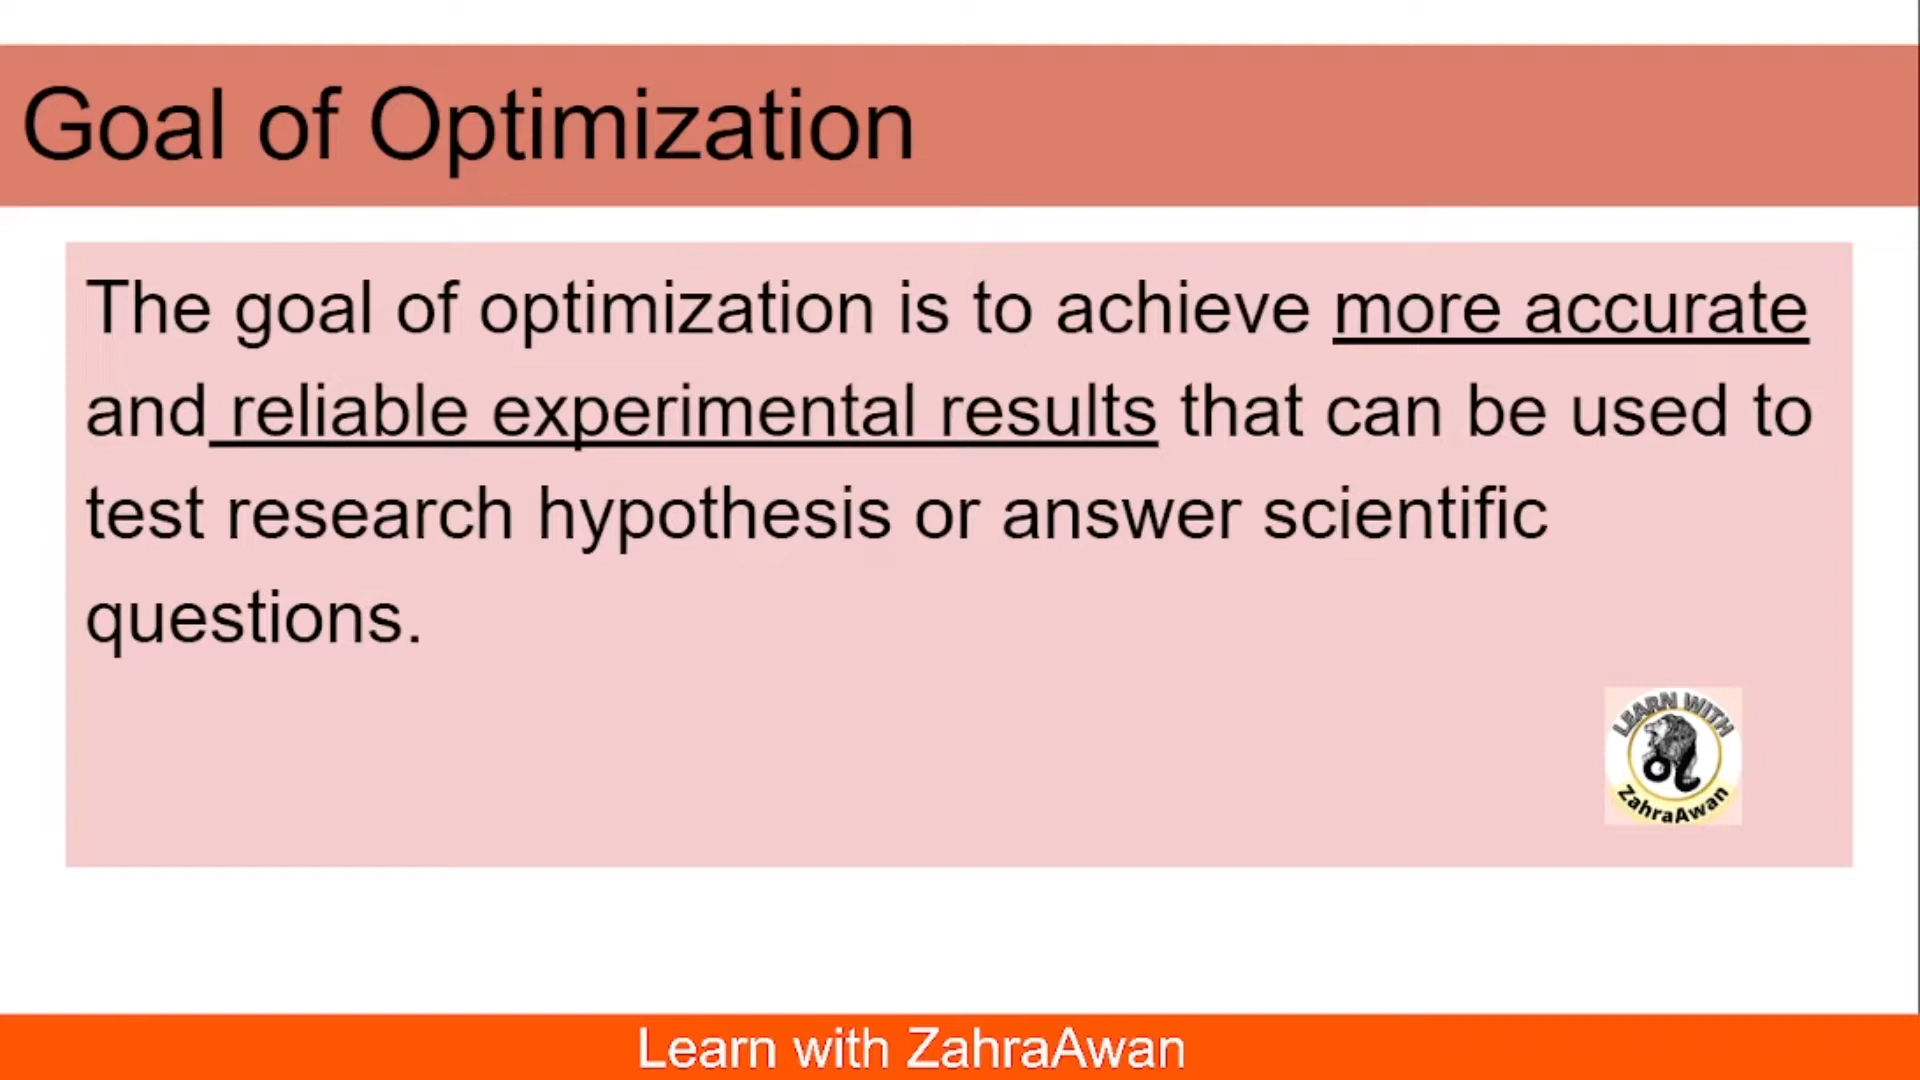 Goal of Optimization
The goal of optimization is to achieve more accurate
and reliable experimental results that can be used to
test research hypothesis or answer scientific
questions.
LEARN WITH
ZahraAwan
Learn with ZahraAwan